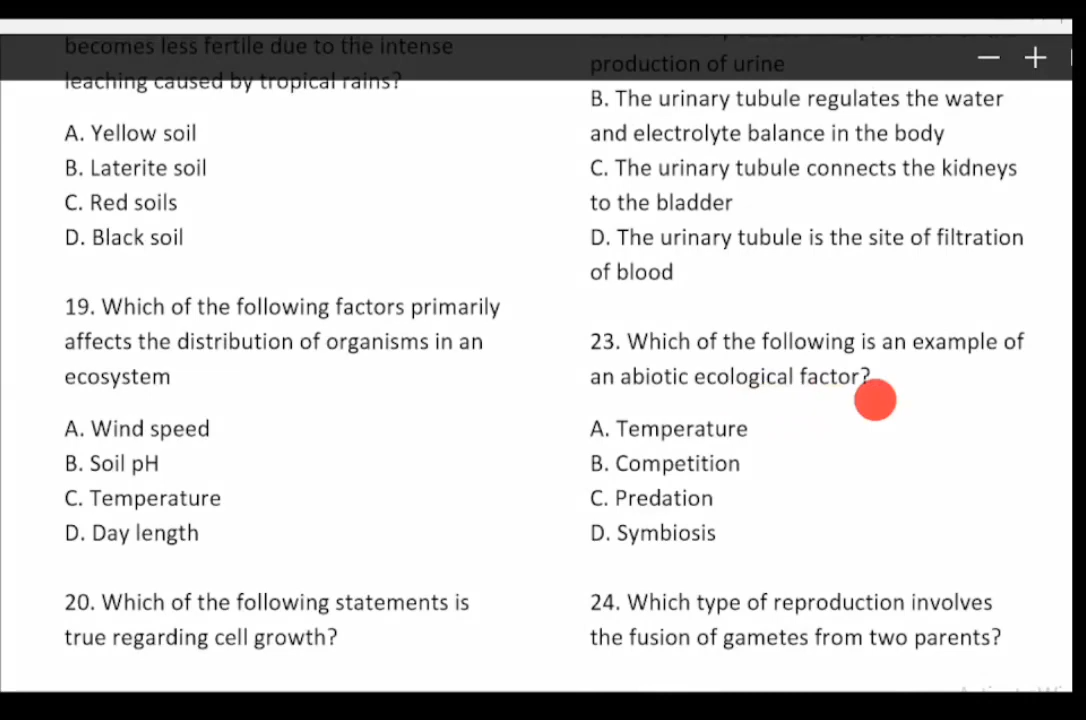 becomes less fertile due to the intense
leaching caused by tropical rains?
A. Yellow soil
B. Laterite soil
C. Red soils
D. Black soil
19. Which of the following factors primarily
affects the distribution of organisms in an
ecosystem
A. Wind speed
B. Soil pH
C. Temperature
D. Day length
20. Which of the following statements is
true regarding cell growth?
production of urine
B. The urinary tubule regulates the water
and electrolyte balance in the body
C. The urinary tubule connects the kidneys
to the bladder
D. The urinary tubule is the site of filtration
of blood
23. Which of the following is an example of
an abiotic ecological factor?
A. Temperature
B. Competition
C. Predation
D. Symbiosis
24. Which type of reproduction involves
the fusion of gametes from two parents?